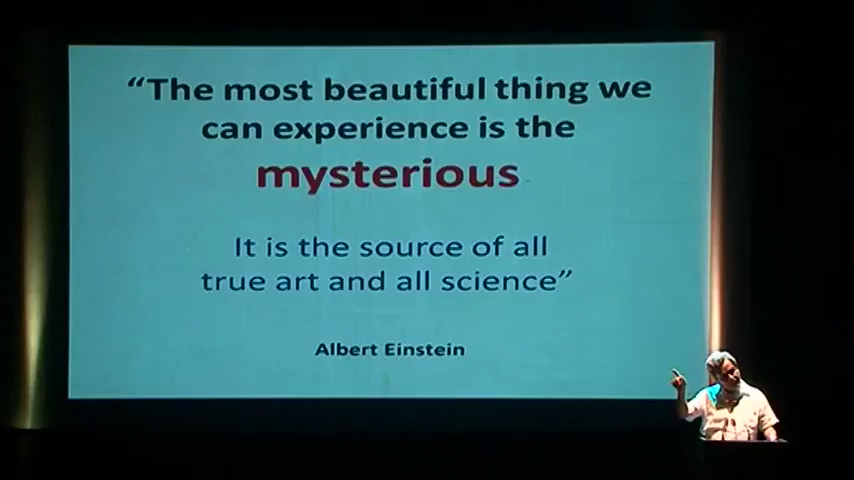 “The most beautiful thing we
can experience is the
mysterious
It is the source of all
true art and all science”
Albert Einstein